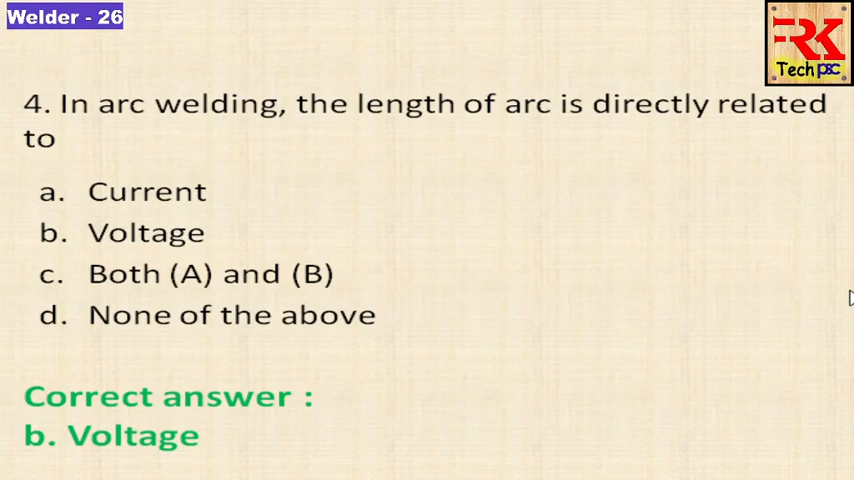 Welder - 26
RK
Tech psc
4. In arc welding, the length of arc is directly related
to
a. Current
b. Voltage
c. Both (A) and (B)
d. None of the above
Correct answer :
b. Voltage